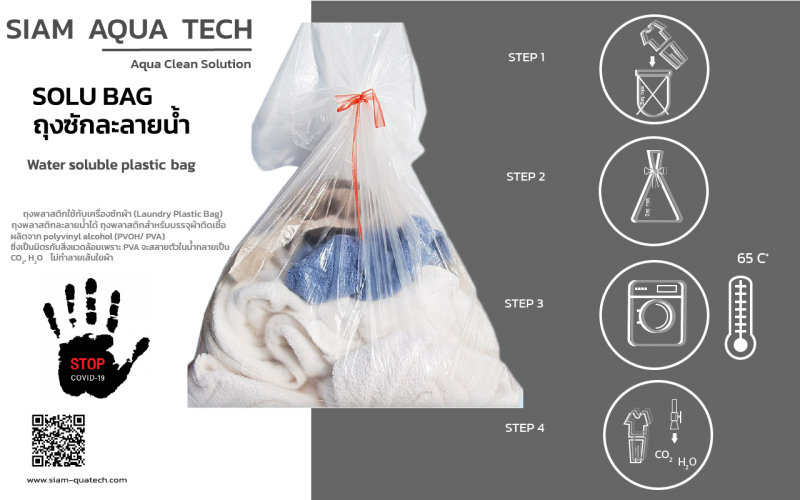 SIAM AQUA TECH
Aqua Clean Solution
SOLU BAG
ถุงซักละลายน้ำ
Water soluble plastic bag
ถุงพลาสติกใช้กับเครื่องซักผ้า (Laundry Plastic Bag)
ถุงพลาสติกละลายน้ำได้ ถุงพลาสติกสำหรับบรรจุผ้าติดเชื้อ
ผลิตจาก polyvinyl alcohol (PVOH/ PVA)
ซึ่งเป็นมิตรกับสิ่งแวดล้อมเพราะ PVA จะสลายตัวในน้ำกลายเป็น
CO₂, H₂O ไม่ทำลายเส้นใยผ้า
STOP
COVID-19
www.siam-quatech.com
STEP 1
STEP 2
STEP 3
65 C°
STEP 4
CO₂
H₂O